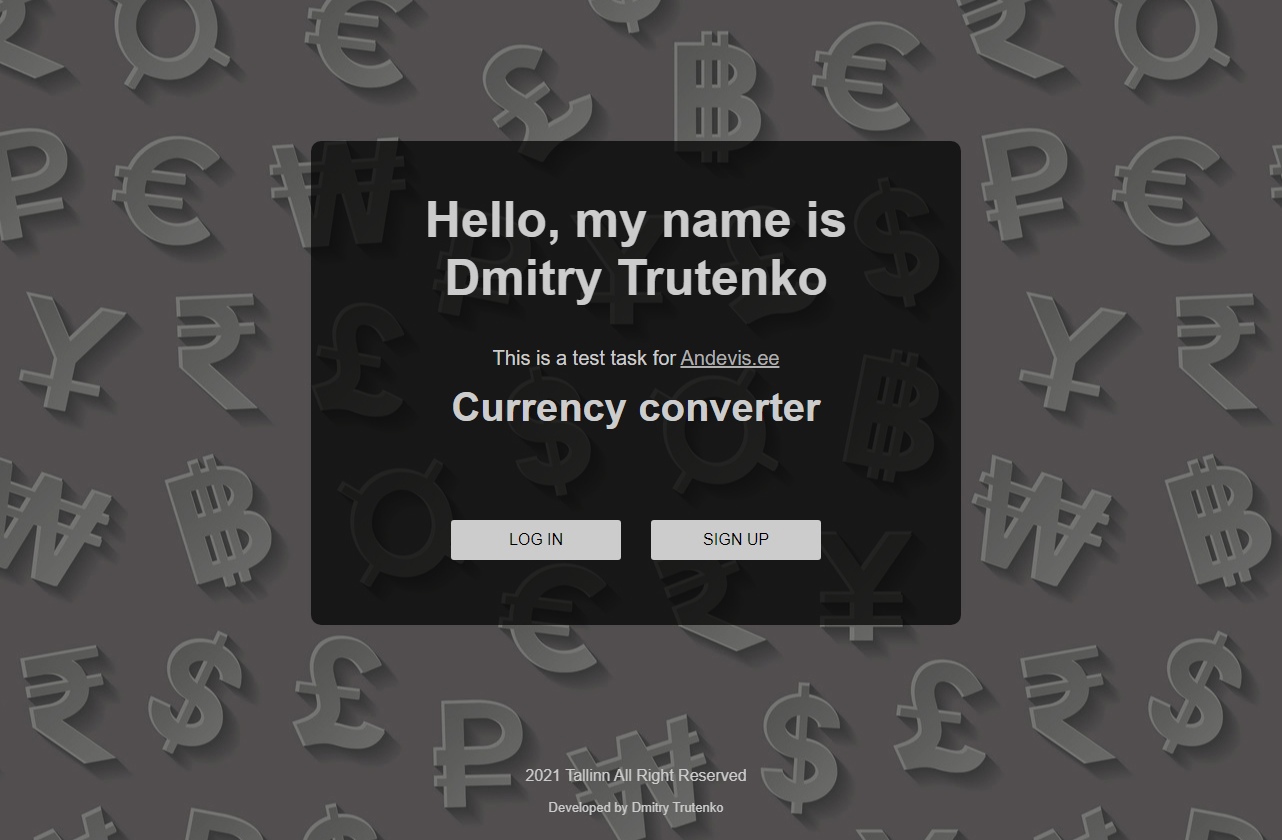 Hello, my name is
Dmitry Trutenko
This is a test task for Andevis.ee
Currency converter
LOG IN SIGN UP
2021 Tallinn All Right Reserved
Developed by Dmitry Trutenko